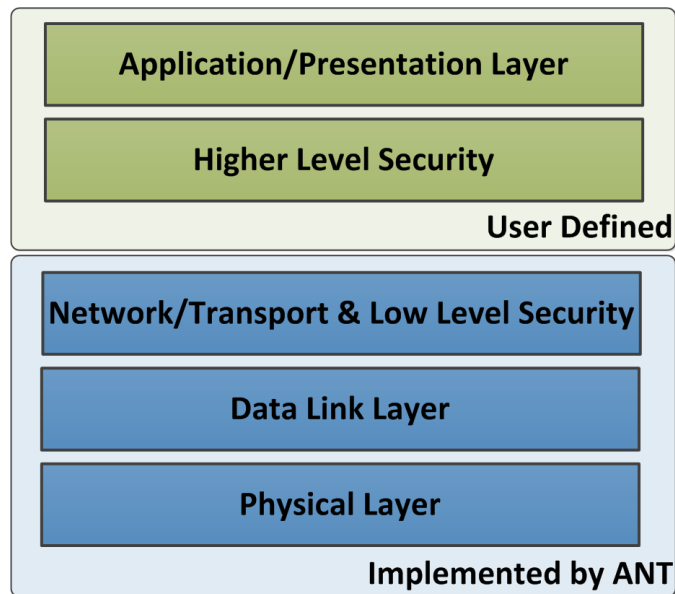 Application/Presentation Layer
Higher Level Security
User Defined
Network/Transport & Low Level Security
Data Link Layer
Physical Layer
Implemented by ANT